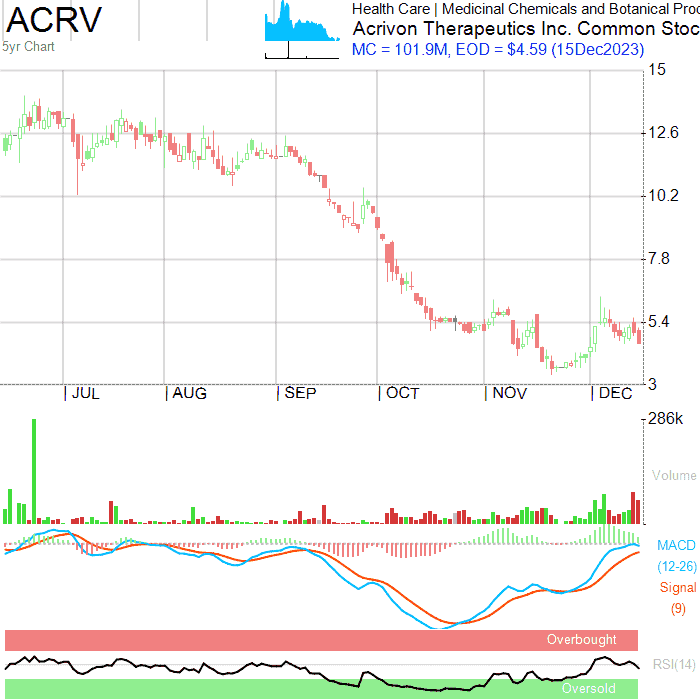 ACRV
5yr Chart
Health Care | Medicinal Chemicals and Botanical Proc
Acrivon Therapeutics Inc. Common Stoc
MC = 101.9M, EOD = $4.59 (15Dec2023)
15
12.6
10.2
7.8
5.4
3
JUL AUG SEP OCT NOV DEC
286k
Volume
MACD
(12-26)
Signal
(9)
Overbought
RSI(14)
Oversold